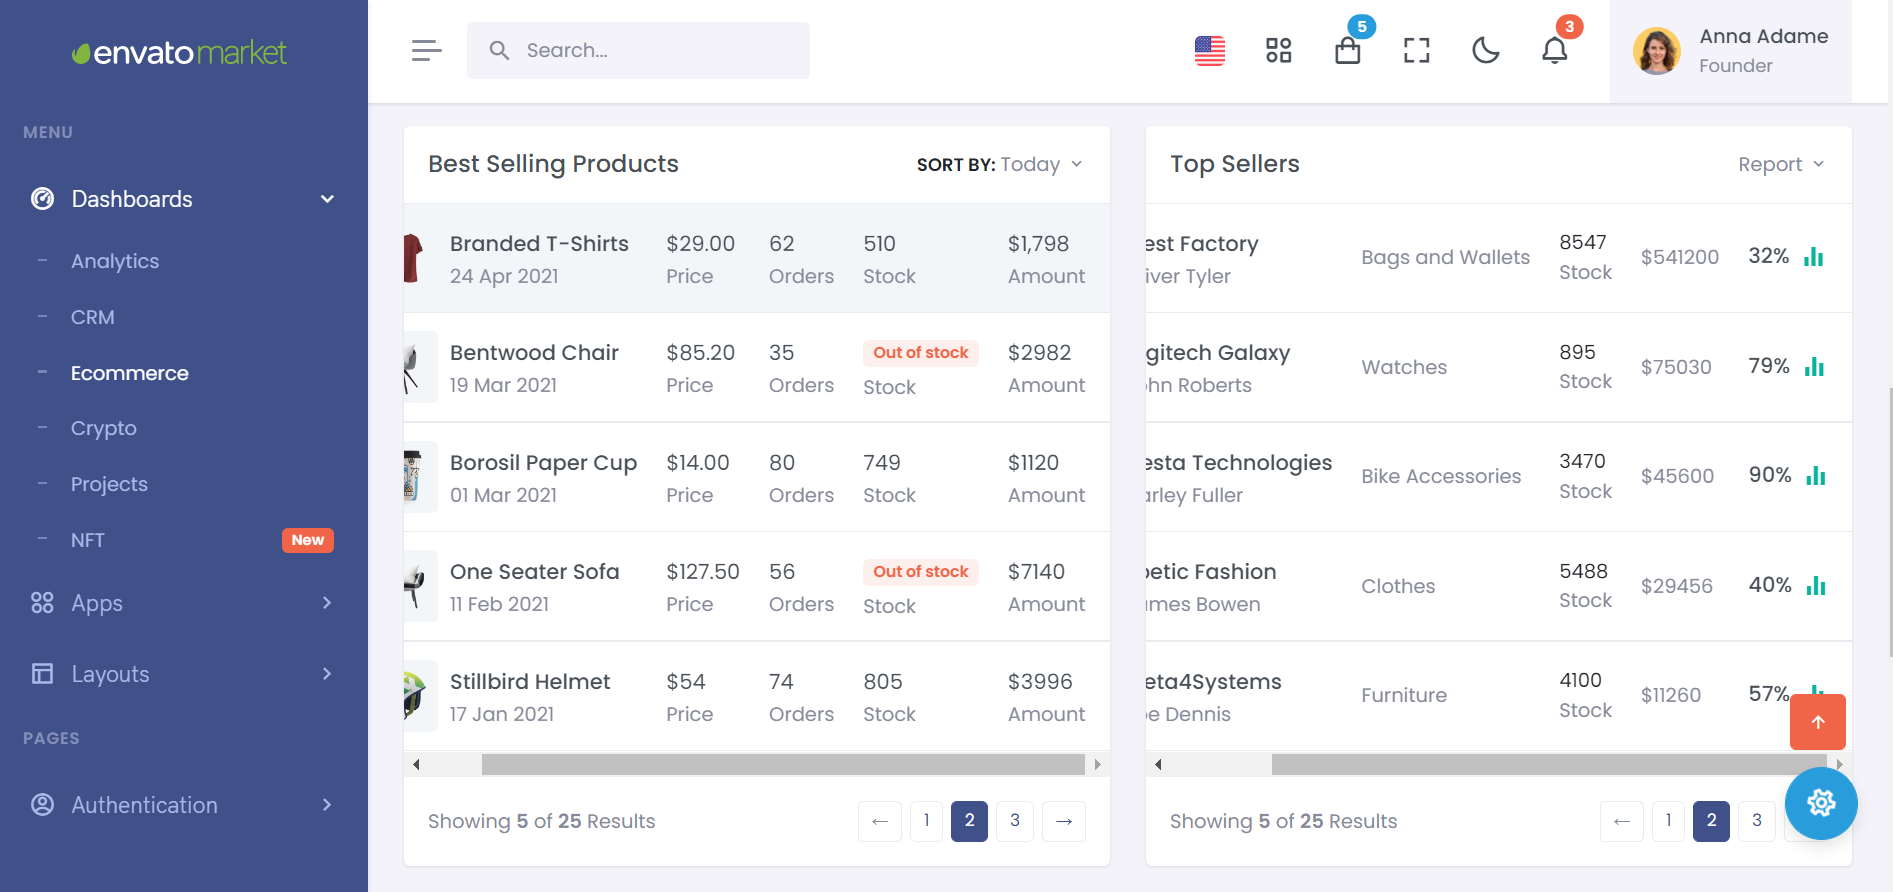 envato market
MENU
Dashboards
Analytics
CRM
Ecommerce
Crypto
Projects
NFT New
Apps
Layouts
PAGES
Authentication
Search...
5
3
Anna Adame
Founder
Best Selling Products SORT BY: Today
Branded T-Shirts $29.00 62 510 $1,798
24 Apr 2021 Price Orders Stock Amount
Bentwood Chair $85.20 35 Out of stock $2982
19 Mar 2021 Price Orders Stock Amount
Borosil Paper Cup $14.00 80 749 $1120
01 Mar 2021 Price Orders Stock Amount
One Seater Sofa $127.50 56 Out of stock $7140
11 Feb 2021 Price Orders Stock Amount
Stillbird Helmet $54 74 805 $3996
17 Jan 2021 Price Orders Stock Amount
Showing 5 of 25 Results ← 1 2 3 →
Top Sellers Report
est Factory Bags and Wallets 8547 $541200 32%
iver Tyler Stock
gitech Galaxy Watches 895 $75030 79%
hn Roberts Stock
esta Technologies Bike Accessories 3470 $45600 90%
rley Fuller Stock
etic Fashion Clothes 5488 $29456 40%
mes Bowen Stock
eta4Systems Furniture 4100 $11260 57%
e Dennis Stock
Showing 5 of 25 Results ← 1 2 3